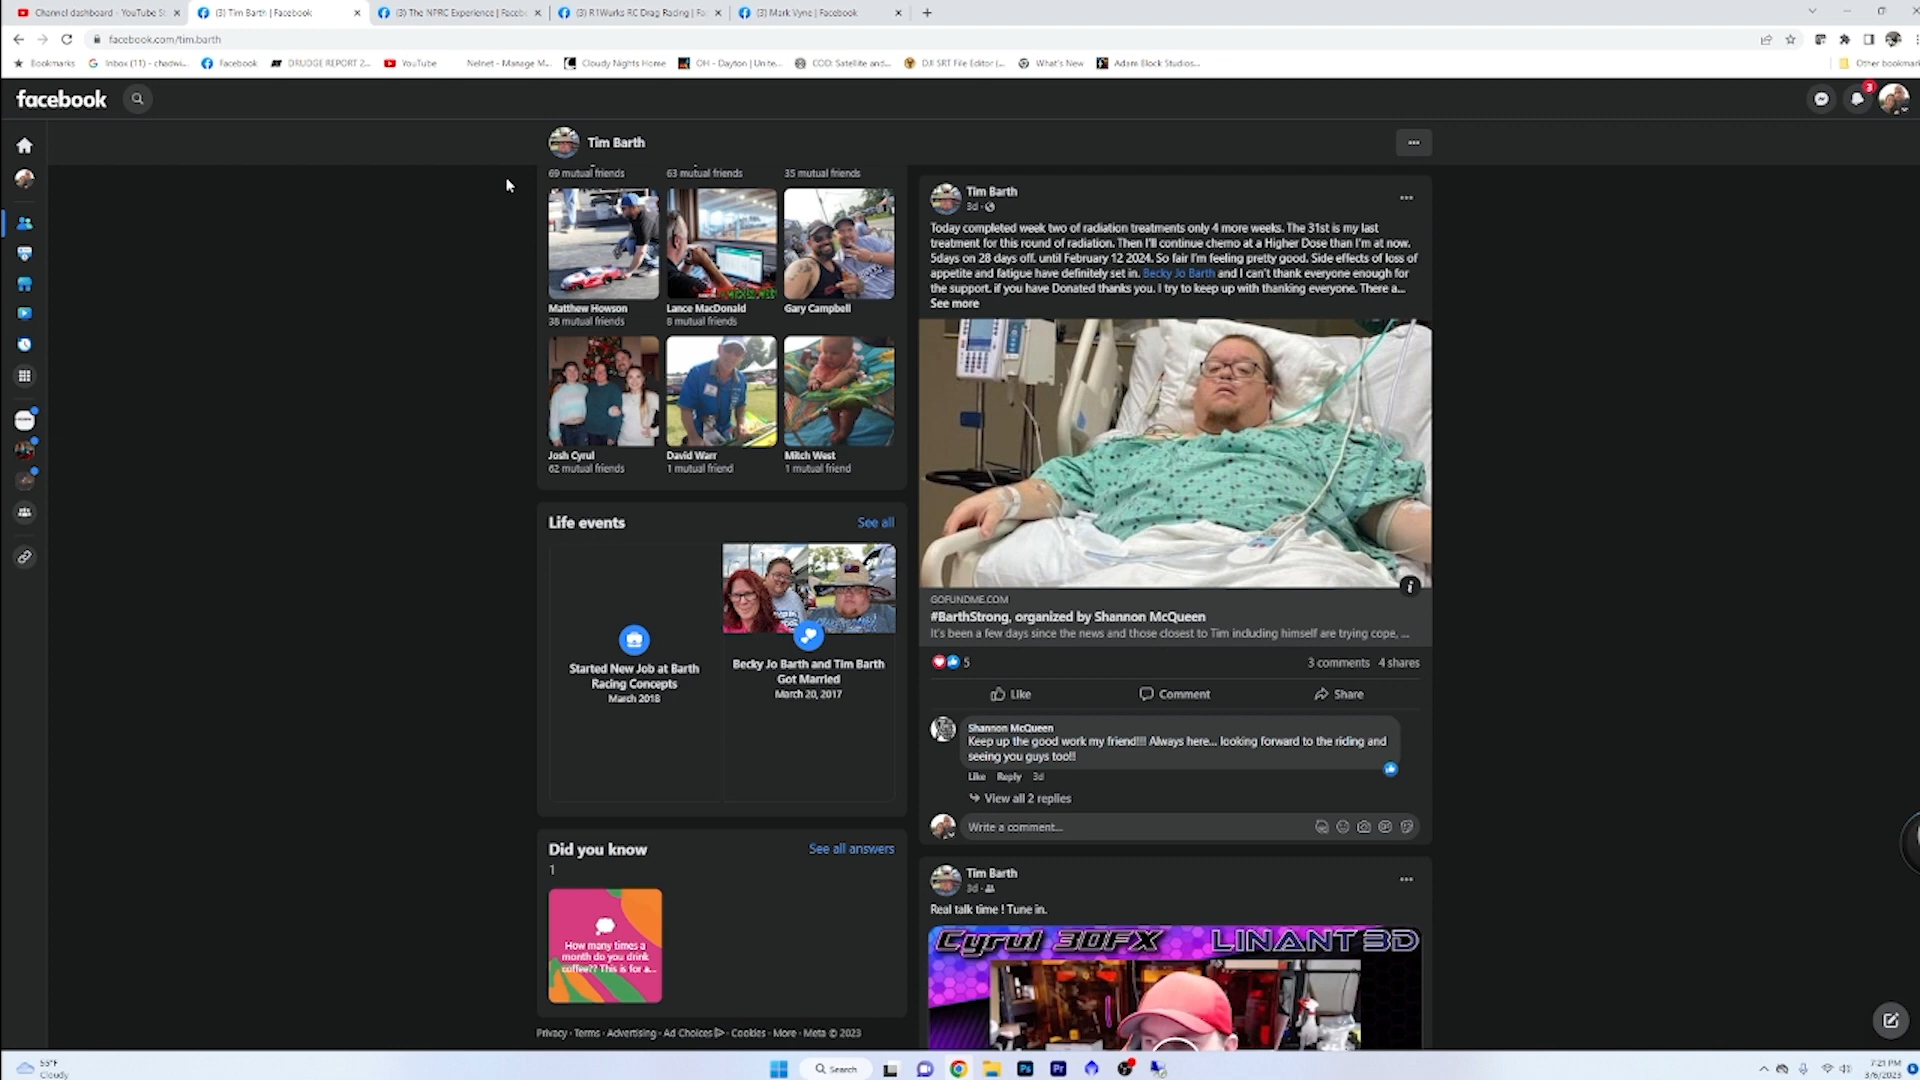 Channel dashboard - YouTube St
(3) Tim Barth | Facebook
(3) The NPRC Experience | Faceb
(3) R1Wurks RC Drag Racing | Fa
(3) Mark Vyne | Facebook
facebook.com/tim.barth
Bookmarks
Inbox (11) - chadwi...
Facebook
DRUDGE REPORT 2...
YouTube
Nelnet - Manage M...
Cloudy Nights Home
OH - Dayton | Unite...
COD: Satellite and...
DJI SRT File Editor (...
What's New
Adam Block Studios...
Other bookmark
facebook
3
Tim Barth
69 mutual friends
63 mutual friends
35 mutual friends
Matthew Howson
38 mutual friends
Lance MacDonald
8 mutual friends
Gary Campbell
Josh Cyrul
62 mutual friends
David Warr
1 mutual friend
Mitch West
1 mutual friend
Life events
See all
Started New Job at Barth
Racing Concepts
March 2018
Becky Jo Barth and Tim Barth
Got Married
March 20, 2017
Did you know
See all answers
1
How many times a
month do you drink
coffee?? This is for a...
Privacy · Terms · Advertising · Ad Choices · Cookies · More · Meta © 2023
Tim Barth
3d ·
Today completed week two of radiation treatments only 4 more weeks. The 31st is my last
treatment for this round of radiation. Then I'll continue chemo at a Higher Dose than I'm at now.
5days on 28 days off. until February 12 2024. So fair I'm feeling pretty good. Side effects of loss of
appetite and fatigue have definitely set in. Becky Jo Barth and I can't thank everyone enough for
the support. if you have Donated thanks you. I try to keep up with thanking everyone. There a...
See more
GOFUNDME.COM
#BarthStrong, organized by Shannon McQueen
It's been a few days since the news and those closest to Tim including himself are trying cope, ...
5
3 comments 4 shares
Like
Comment
Share
Shannon McQueen
Keep up the good work my friend!!!! Always here... looking forward to the riding and
seeing you guys too!!
Like Reply 3d
View all 2 replies
Write a comment...
Tim Barth
3d ·
Real talk time ! Tune in.
Cyrul 3DFX LINANT 3D
55°F
Cloudy
Search
Ps
Pr
7:21 PM
3/6/2023